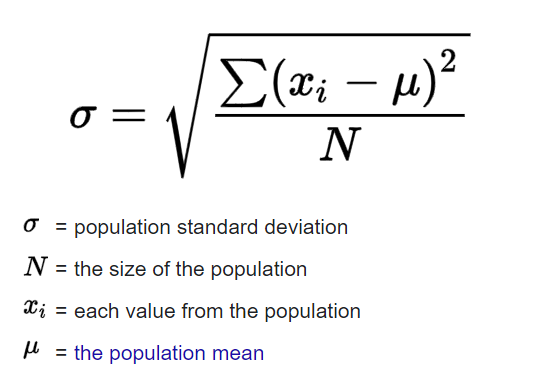 σ = √(∑(xᵢ − μ)² / N)
σ = population standard deviation
N = the size of the population
xᵢ = each value from the population
μ = the population mean